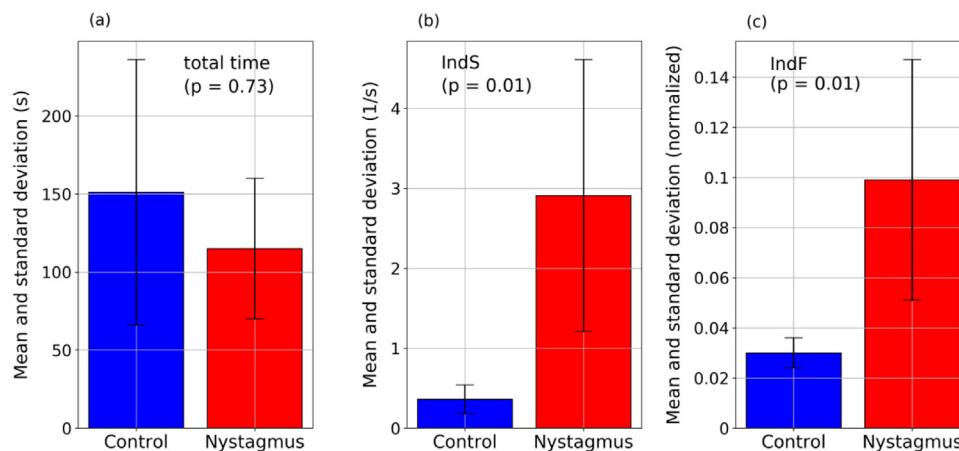 (a)
Mean and standard deviation (s)
200
150
100
50
0
total time
(p = 0.73)
Control
Nystagmus
(b)
Mean and standard deviation (1/s)
4
3
2
1
0
IndS
(p = 0.01)
Control
Nystagmus
(c)
Mean and standard deviation (normalized)
0.14
0.12
0.1
0.08
0.06
0.04
0.02
0
IndF
(p = 0.01)
Control
Nystagmus